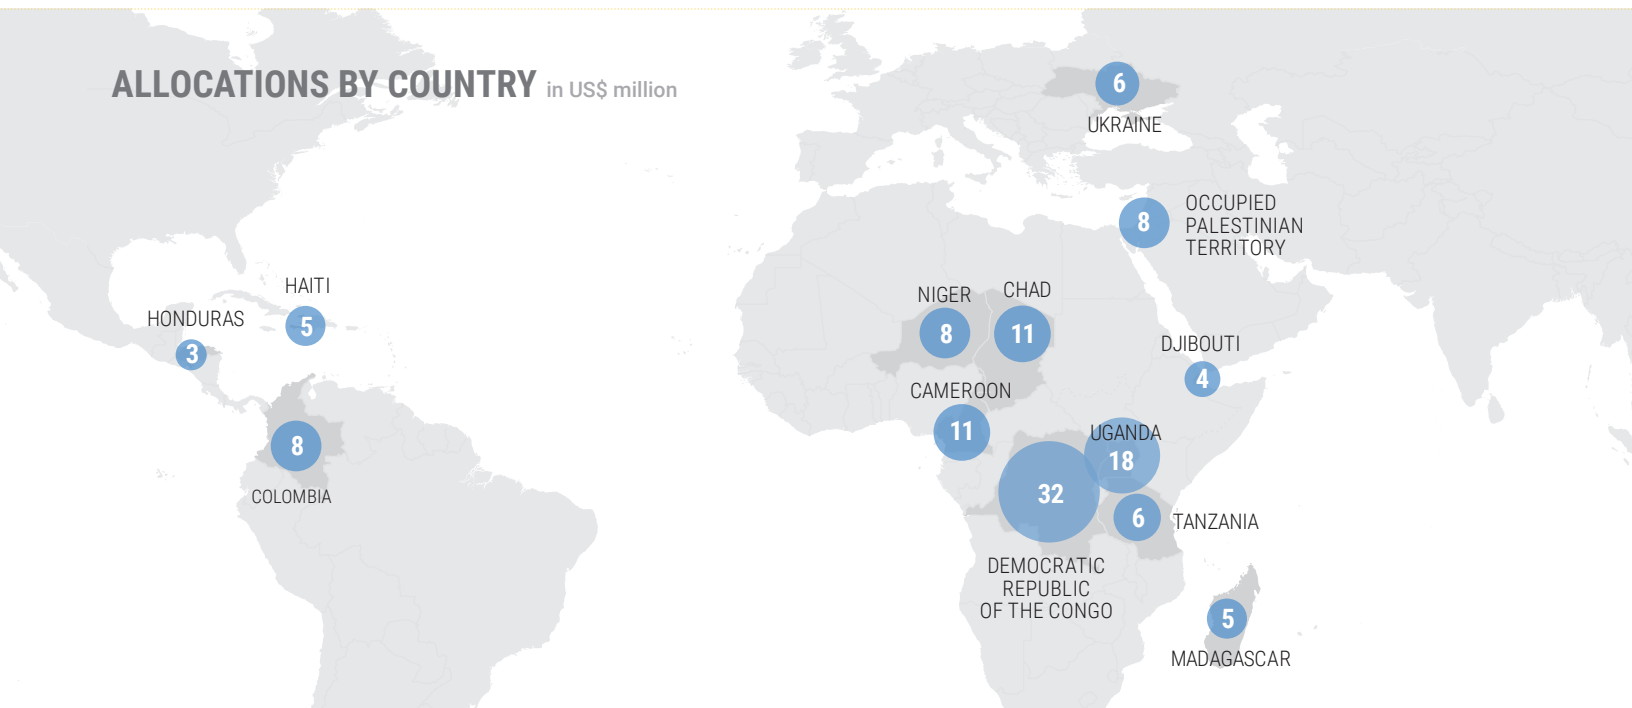 ALLOCATIONS BY COUNTRY in US$ million
6
UKRAINE
8
OCCUPIED
PALESTINIAN
TERRITORY
HAITI
5
HONDURAS
3
NIGER
8
CHAD
11
DJIBOUTI
4
CAMEROON
11
8
COLOMBIA
UGANDA
18
32
6
TANZANIA
DEMOCRATIC
REPUBLIC
OF THE CONGO
5
MADAGASCAR